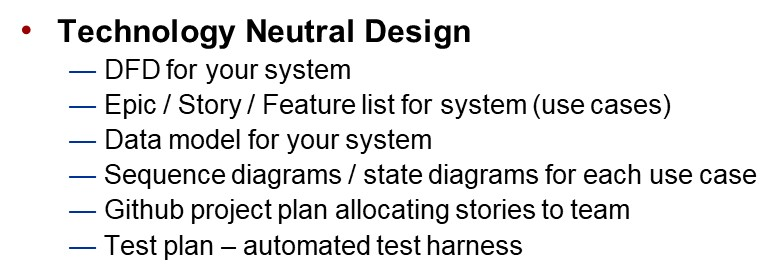 • Technology Neutral Design
— DFD for your system
— Epic / Story / Feature list for system (use cases)
— Data model for your system
— Sequence diagrams / state diagrams for each use case
— Github project plan allocating stories to team
— Test plan – automated test harness